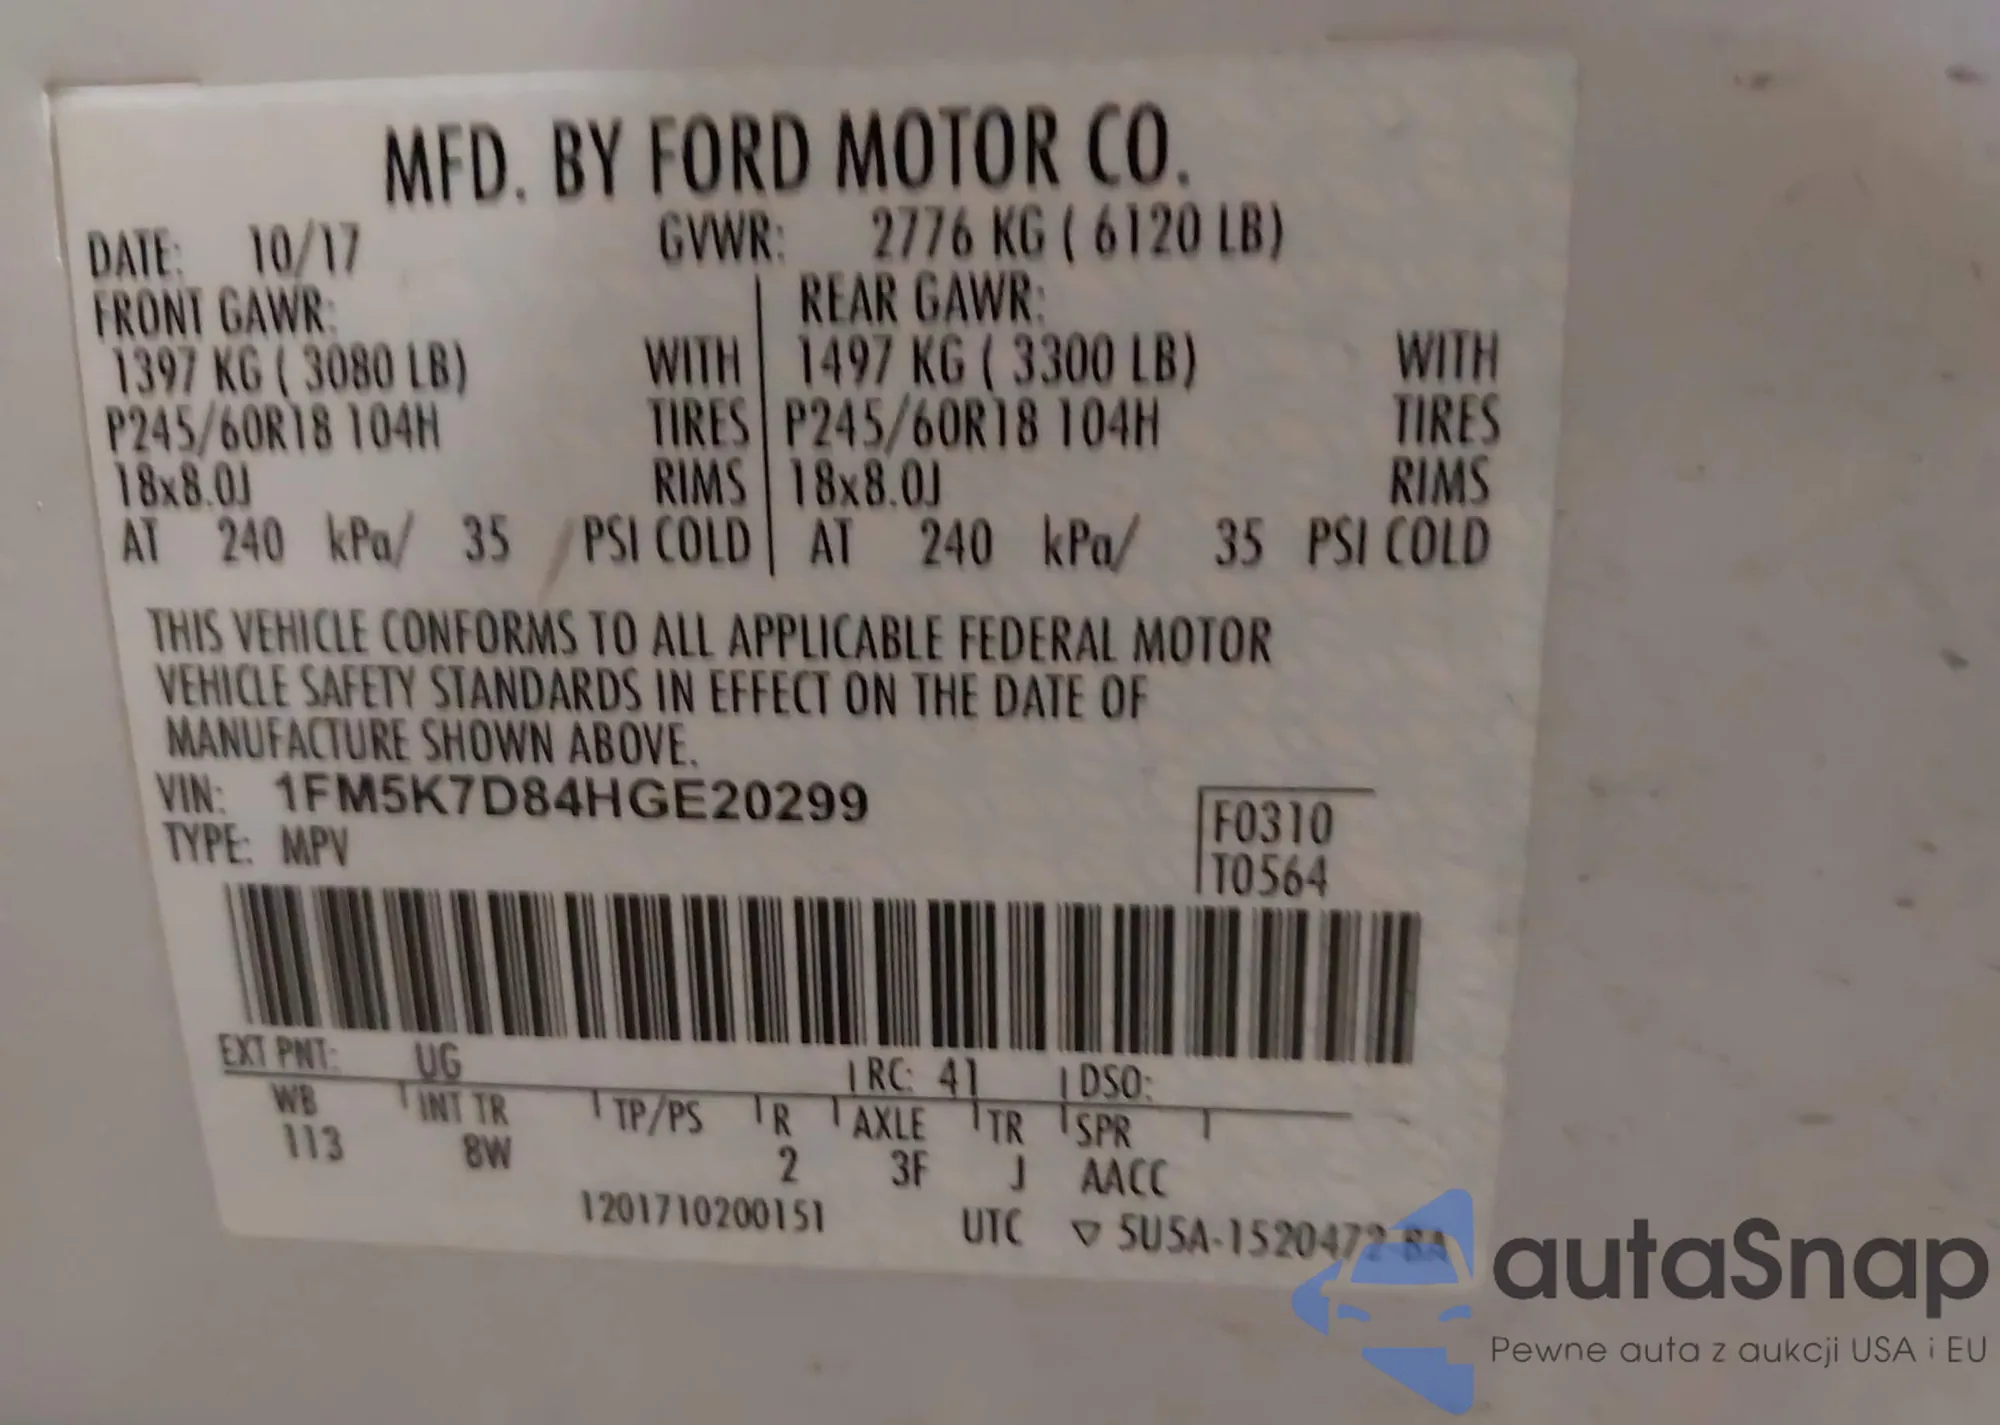 MFD. BY FORD MOTOR CO.
DATE: 10/17 GVWR: 2776 KG ( 6120 LB)
FRONT GAWR: REAR GAWR:
1397 KG ( 3080 LB) WITH 1497 KG ( 3300 LB) WITH
P245/60R18 104H TIRES P245/60R18 104H TIRES
18x8.0J RIMS 18x8.0J RIMS
AT 240 kPa/ 35 PSI COLD AT 240 kPa/ 35 PSI COLD
THIS VEHICLE CONFORMS TO ALL APPLICABLE FEDERAL MOTOR
VEHICLE SAFETY STANDARDS IN EFFECT ON THE DATE OF
MANUFACTURE SHOWN ABOVE.
VIN: 1FM5K7D84HGE20299
TYPE: MPV
F0310
T0564
EXT PNT: UG RC: 41 DSO:
WB INT TR TP/PS R AXLE TR SPR
113 8W 2 3F J AACC
1201710200151 UTC ▽ 5U5A-1520472-BA
autaSnap
Pewne auta z aukcji USA i EU